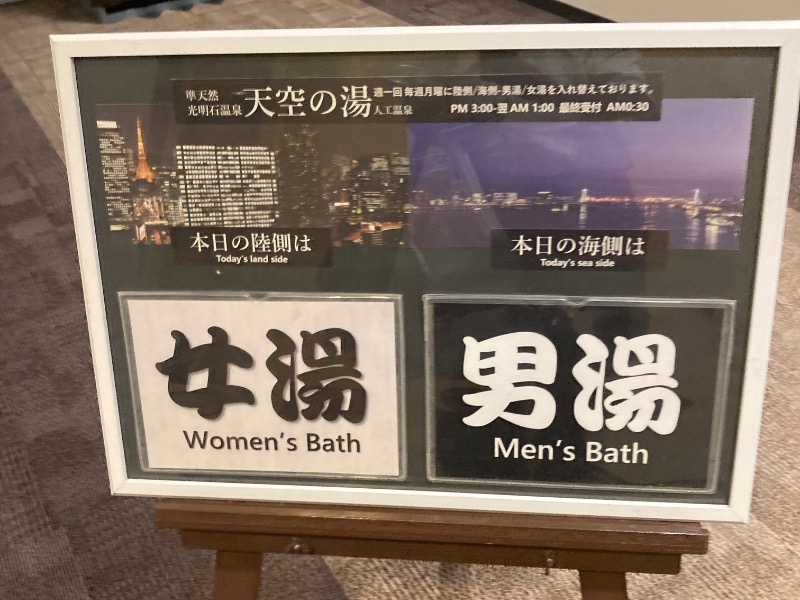 準天然
光明石温泉
天空の湯
人工温泉
週一回 毎週月曜に陸側/海側-男湯/女湯を入れ替えております。
PM 3:00-翌 AM 1:00 最終受付 AM0:30
本日の陸側は
Today's land side
本日の海側は
Today's sea side
女湯
Women's Bath
男湯
Men's Bath